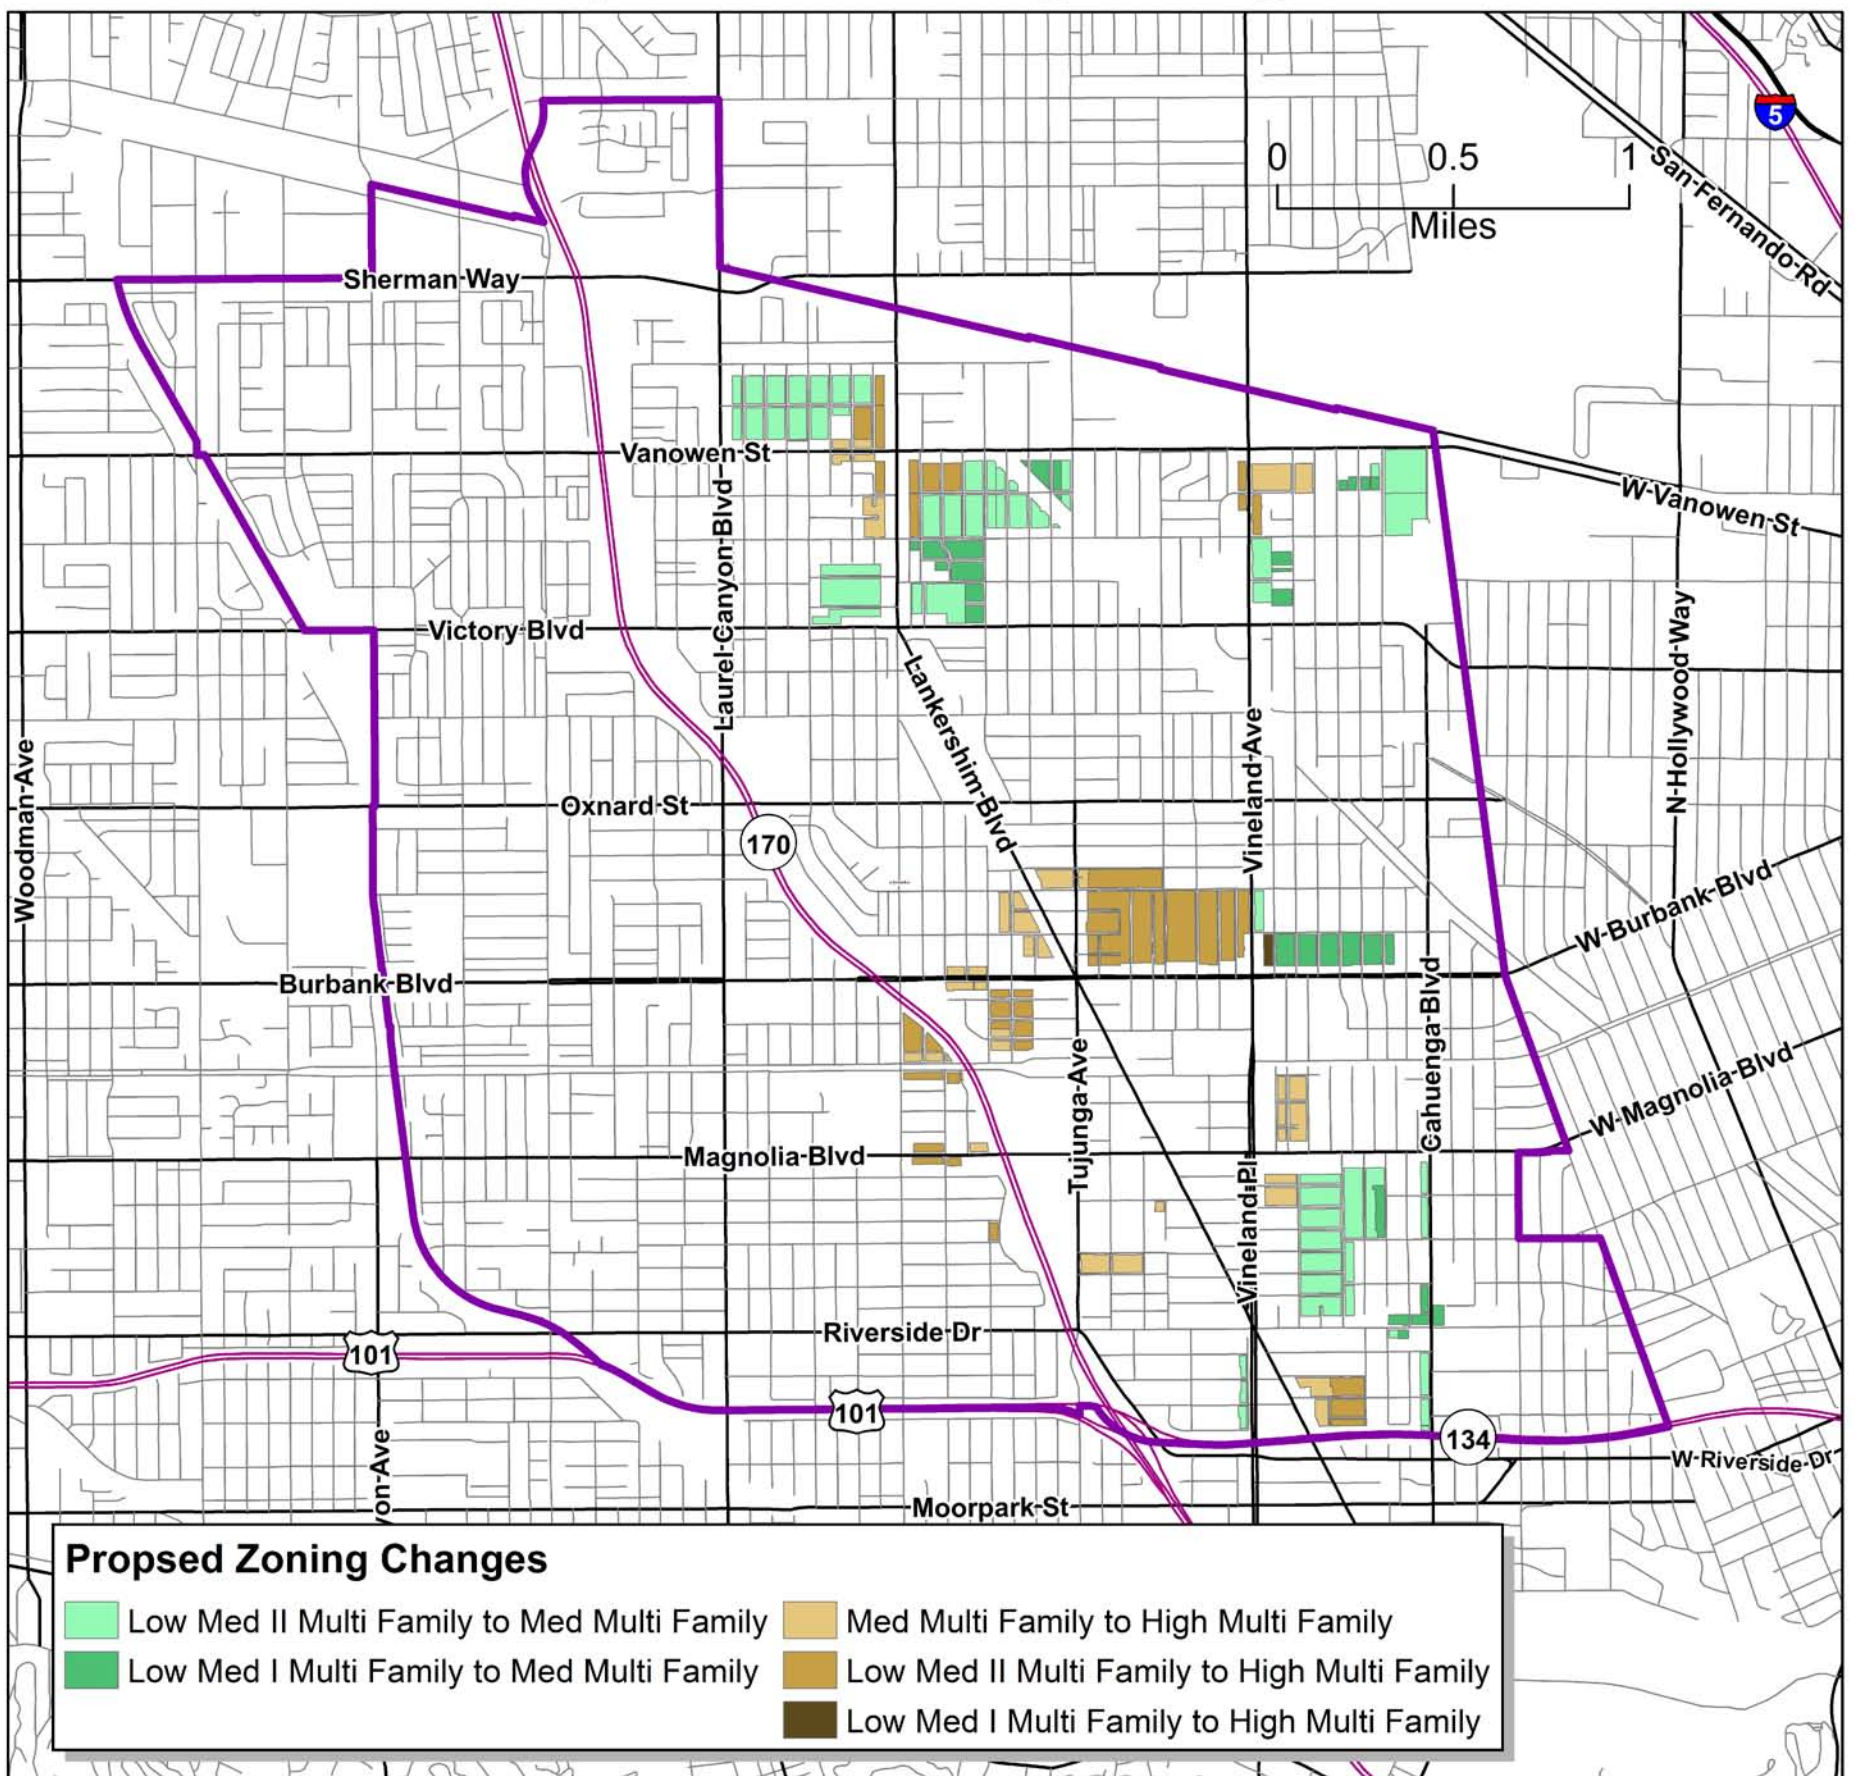 5
0 0.5 1
Miles
San Fernando Rd
Sherman Way
Vanowen St
W Vanowen St
Laurel Canyon Blvd
Victory Blvd
Lankershim Blvd
N Hollywood Way
Woodman Ave
Vineland Ave
Oxnard St
170
W Burbank Blvd
Burbank Blvd
Cahuenga Blvd
Tujunga Ave
W Magnolia Blvd
Magnolia Blvd
Vineland Pl
Riverside Dr
101
101
134
W Riverside Dr
on Ave
Moorpark St
Propsed Zoning Changes
Low Med II Multi Family to Med Multi Family
Low Med I Multi Family to Med Multi Family
Med Multi Family to High Multi Family
Low Med II Multi Family to High Multi Family
Low Med I Multi Family to High Multi Family